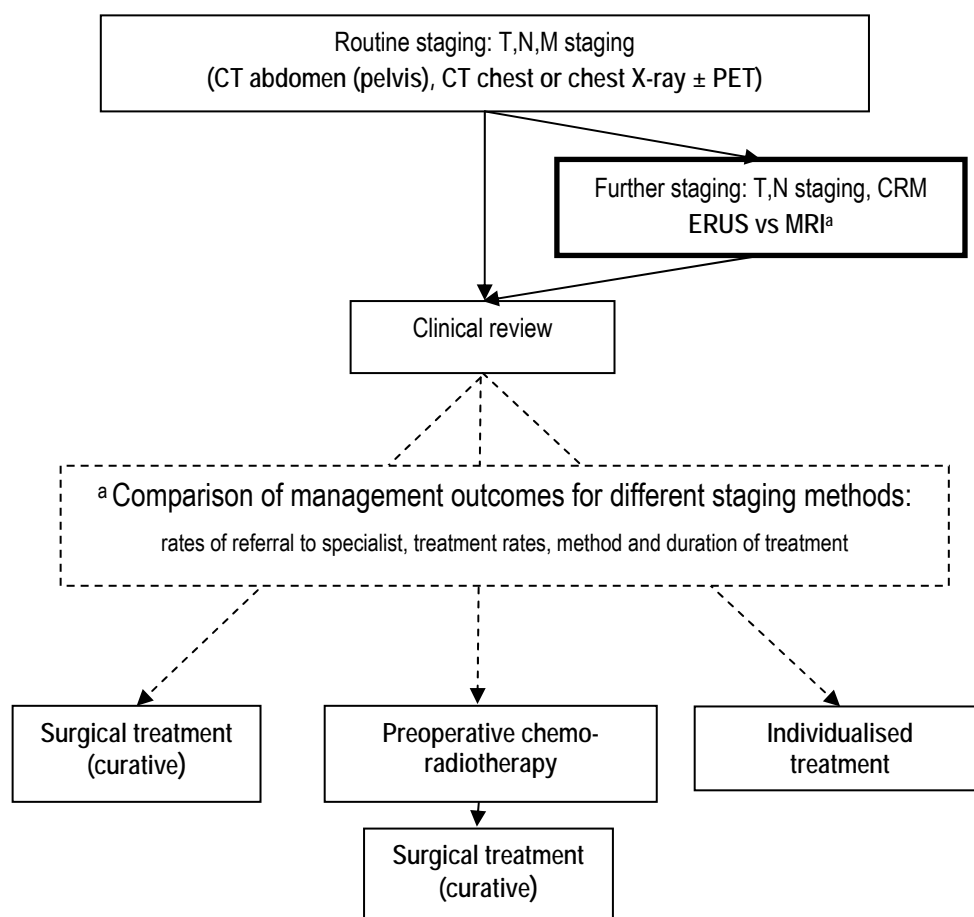 Routine staging: T,N,M staging
(CT abdomen (pelvis), CT chest or chest X-ray ± PET)
Further staging: T,N staging, CRM
ERUS vs MRIᵃ
Clinical review
ᵃ Comparison of management outcomes for different staging methods:
rates of referral to specialist, treatment rates, method and duration of treatment
Surgical treatment
(curative)
Preoperative chemo-
radiotherapy
Individualised
treatment
Surgical treatment
(curative)